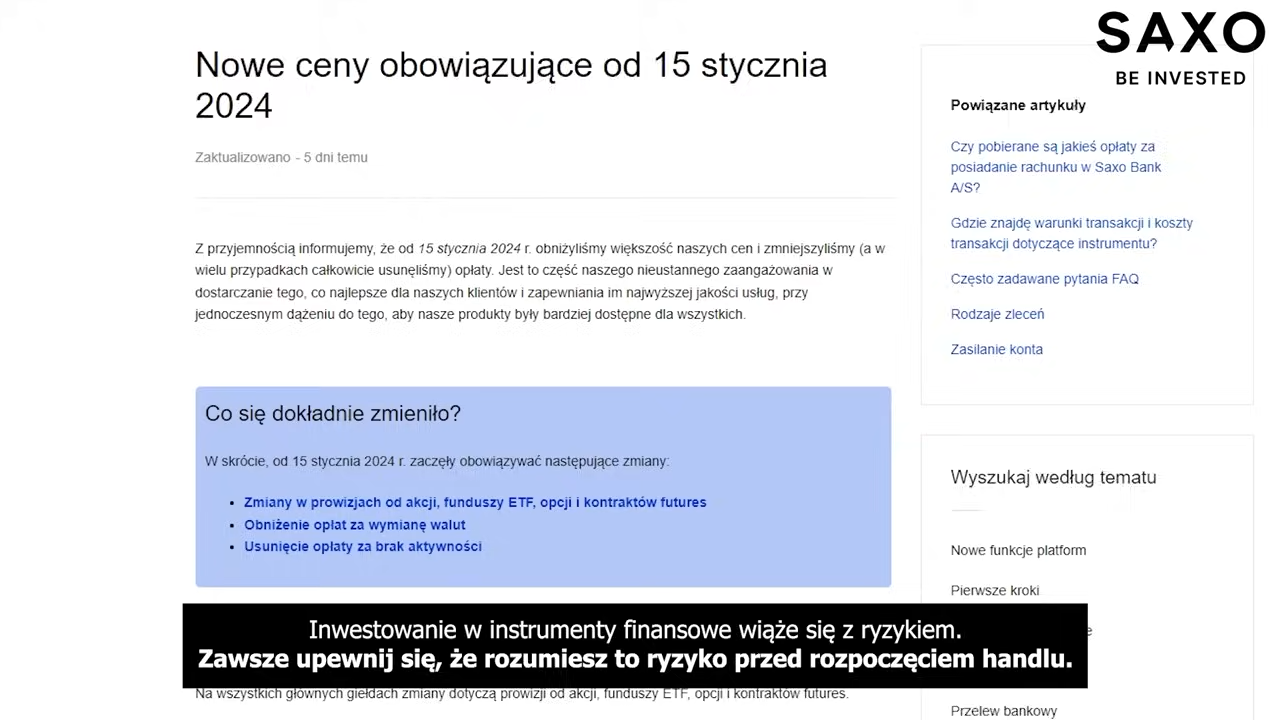 SAXO
BE INVESTED
Nowe ceny obowiązujące od 15 stycznia
2024
Zaktualizowano - 5 dni temu
Z przyjemnością informujemy, że od 15 stycznia 2024 r. obniżyliśmy większość naszych cen i zmniejszyliśmy (a w
wielu przypadkach całkowicie usunęliśmy) opłaty. Jest to część naszego nieustannego zaangażowania w
dostarczanie tego, co najlepsze dla naszych klientów i zapewniania im najwyższej jakości usług, przy
jednoczesnym dążeniu do tego, aby nasze produkty były bardziej dostępne dla wszystkich.
Co się dokładnie zmieniło?
W skrócie, od 15 stycznia 2024 r. zaczęły obowiązywać następujące zmiany:
• Zmiany w prowizjach od akcji, funduszy ETF, opcji i kontraktów futures
• Obniżenie opłat za wymianę walut
• Usunięcie opłaty za brak aktywności
Inwestowanie w instrumenty finansowe wiąże się z ryzykiem.
Zawsze upewnij się, że rozumiesz to ryzyko przed rozpoczęciem handlu.
Na wszystkich głównych giełdach zmiany dotyczą prowizji od akcji, funduszy ETF, opcji i kontraktów futures.
Powiązane artykuły
Czy pobierane są jakieś opłaty za
posiadanie rachunku w Saxo Bank
A/S?
Gdzie znajdę warunki transakcji i koszty
transakcji dotyczące instrumentu?
Często zadawane pytania FAQ
Rodzaje zleceń
Zasilanie konta
Wyszukaj według tematu
Nowe funkcje platform
Pierwsze kroki
Przelew bankowy